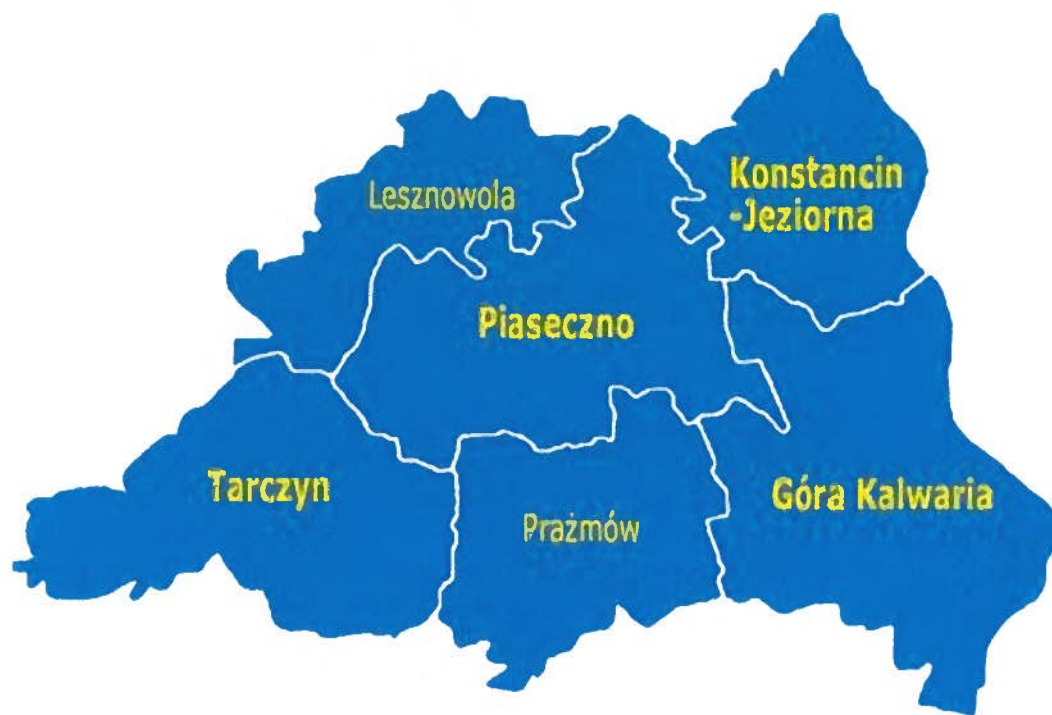 Lesznowola
Konstancin
-Jeziorna
Piaseczno
Tarczyn
Prażmów
Góra Kalwaria